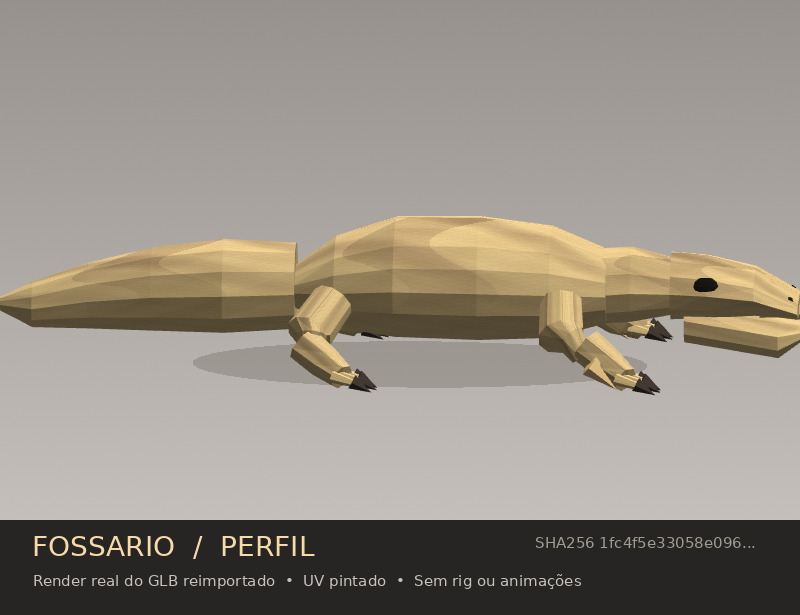 FOSSARIO / PERFIL
SHA256 1fc4f5e33058e096...
Render real do GLB reimportado • UV pintado • Sem rig ou animações